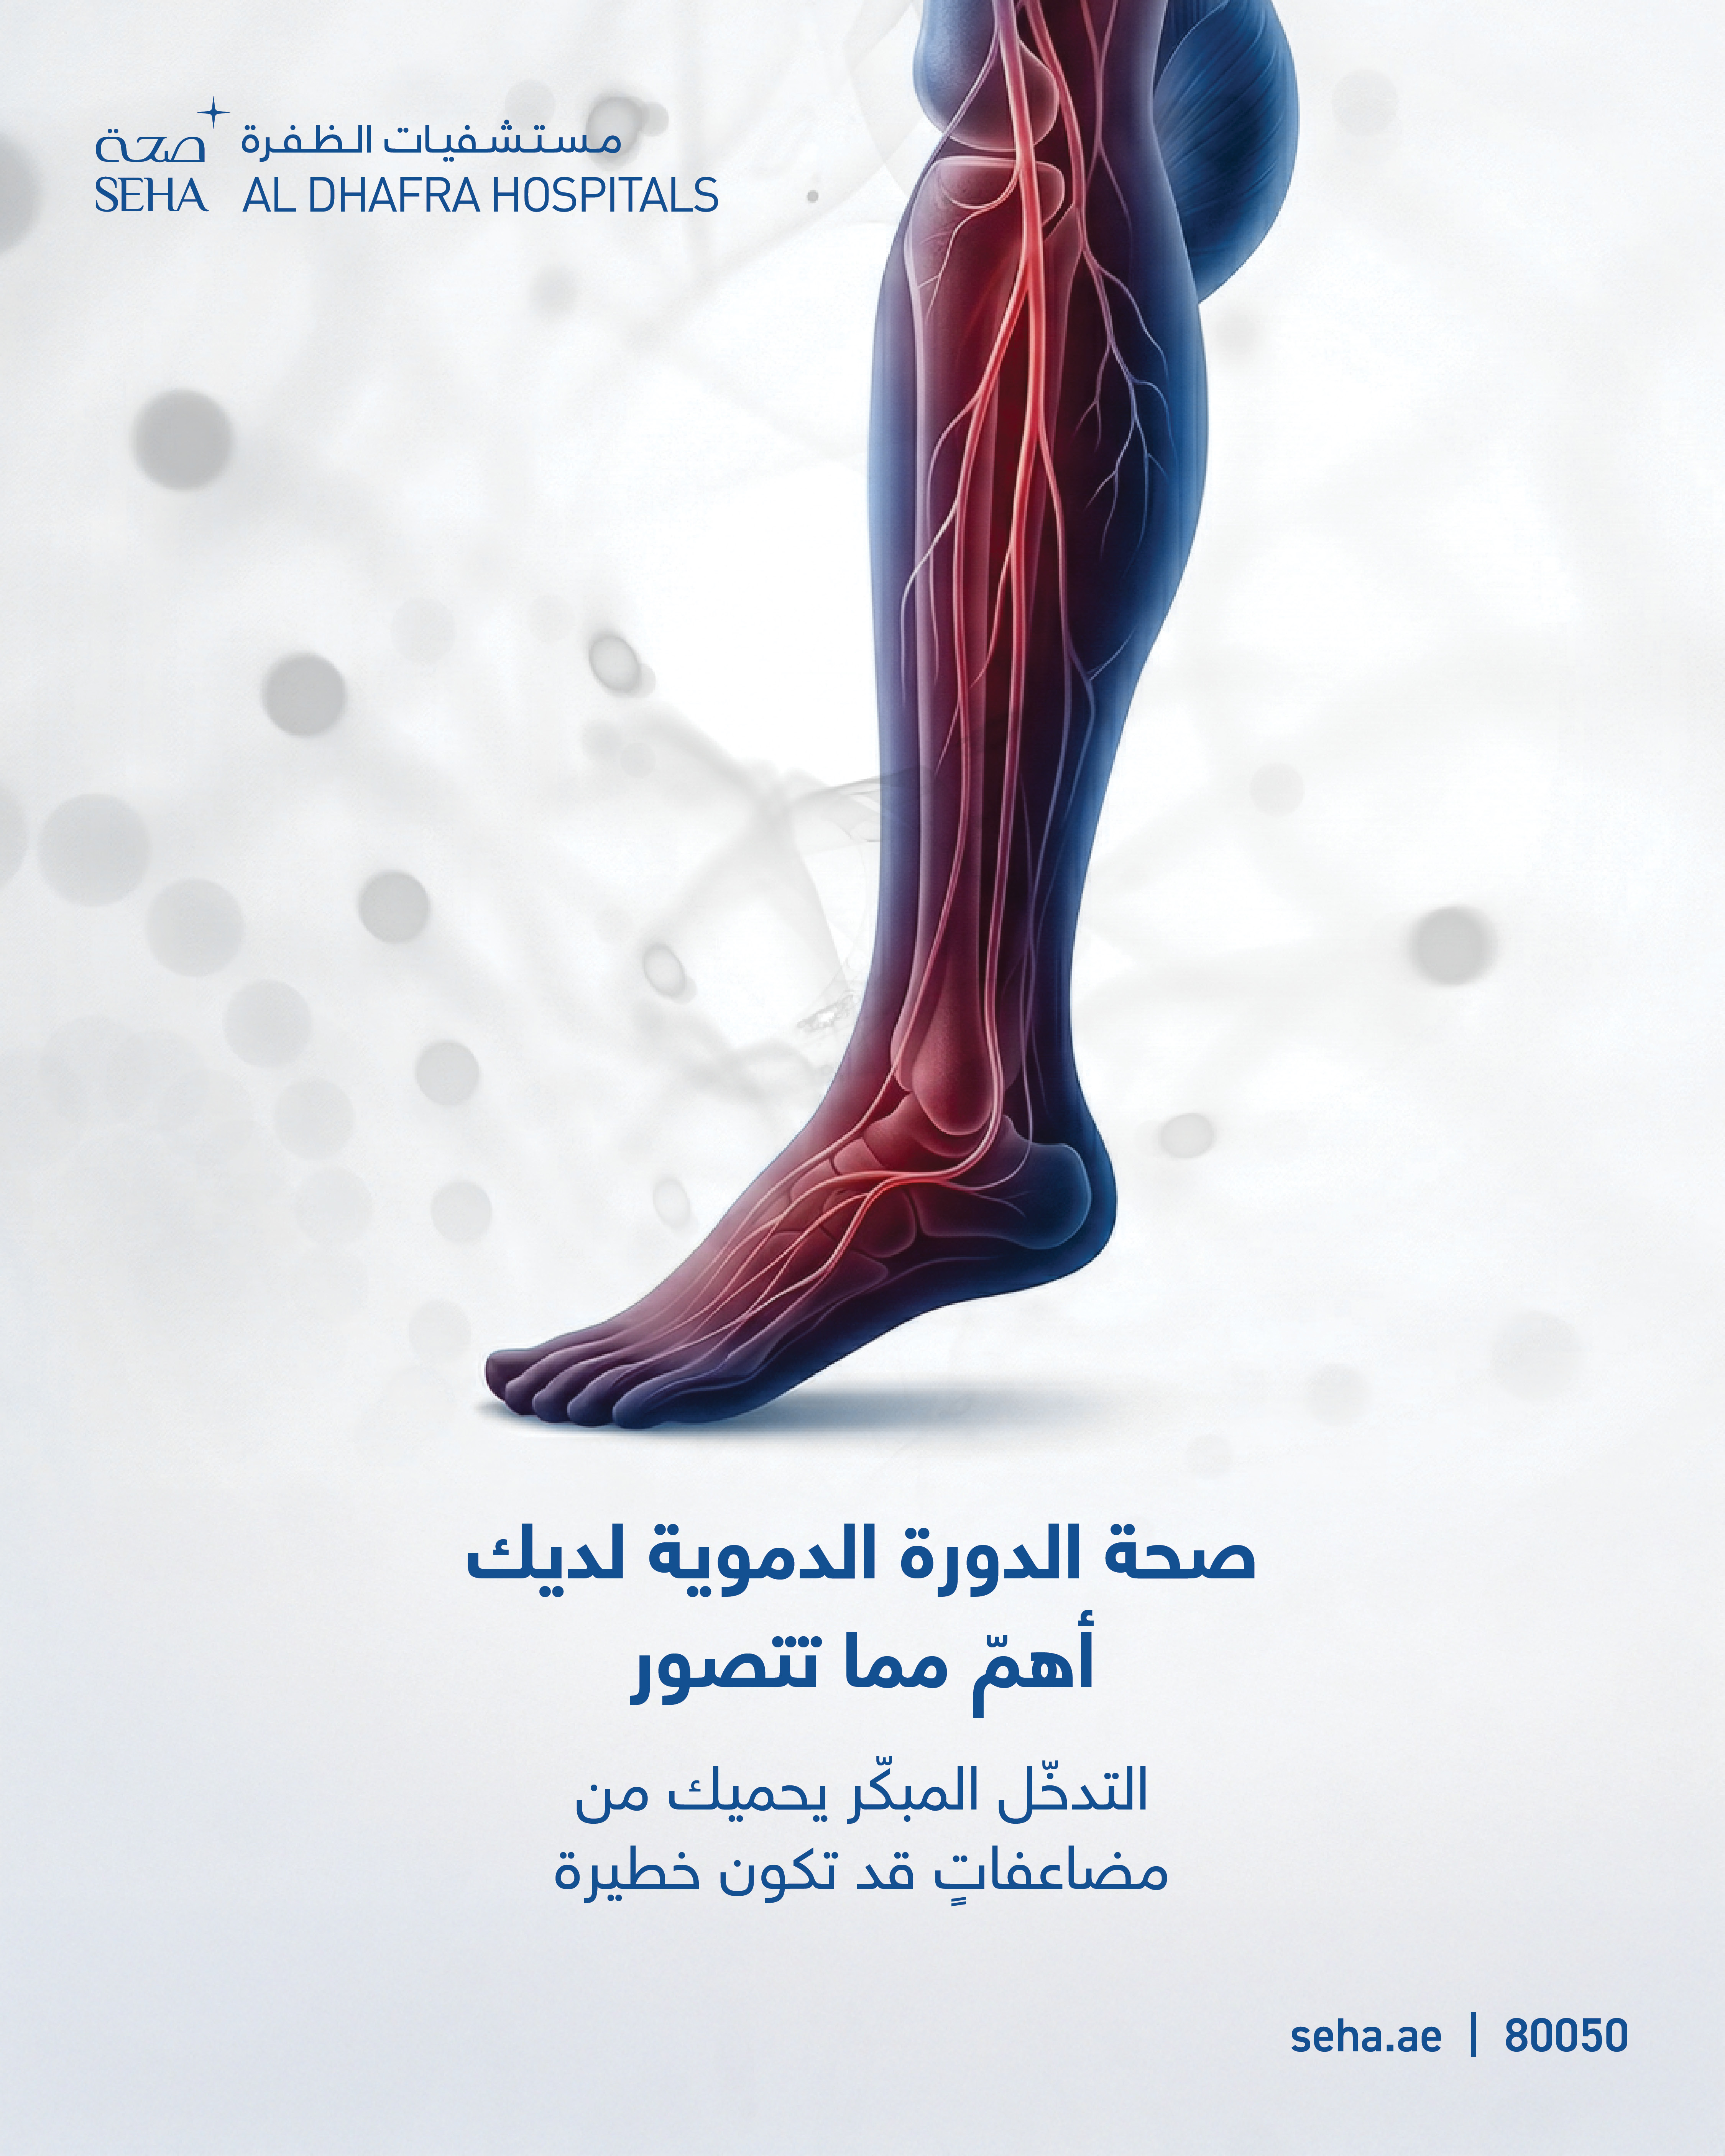 صحة مستشفيات الظفرة
SEHA AL DHAFRA HOSPITALS
صحة الدورة الدموية لديك
أهمّ مما تتصور
التدخّل المبكّر يحميك من
مضاعفاتٍ قد تكون خطيرة
seha.ae | 80050